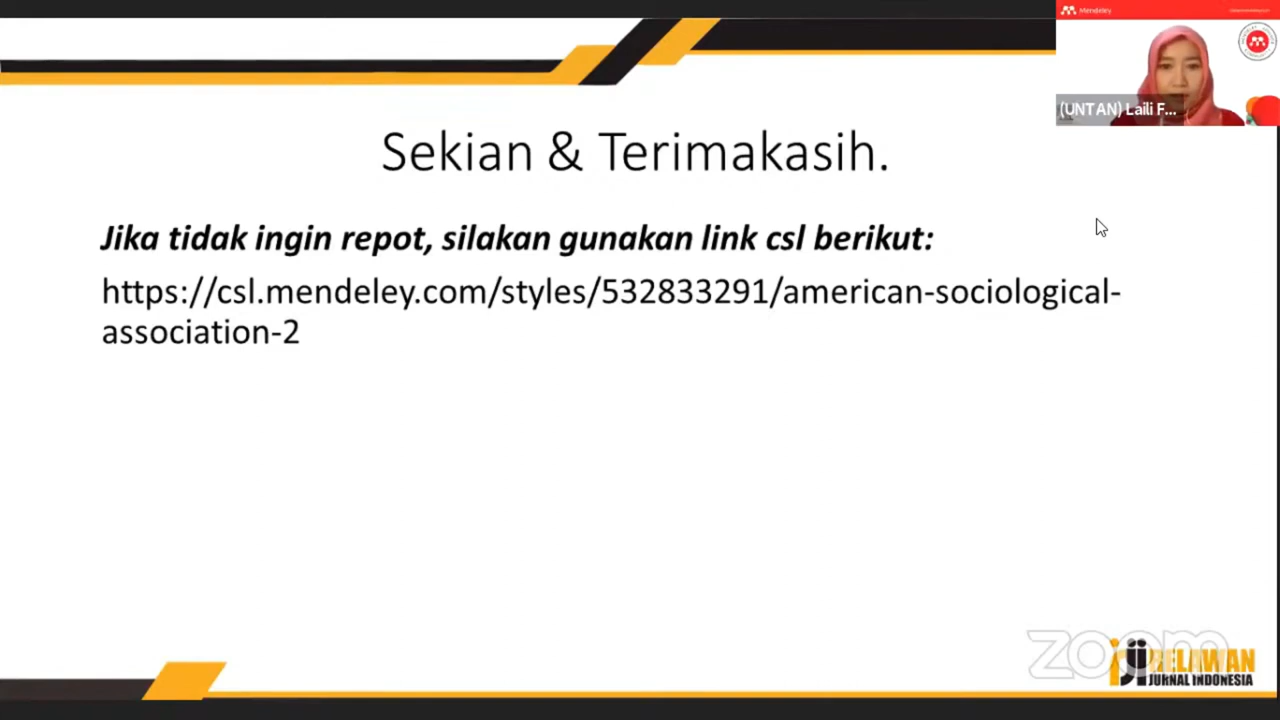 Mendeley
(UNTAN) Laili F...
Sekian & Terimakasih.
Jika tidak ingin repot, silakan gunakan link csl berikut:
https://csl.mendeley.com/styles/532833291/american-sociological-
association-2
zoom
RELAWAN
JURNAL INDONESIA